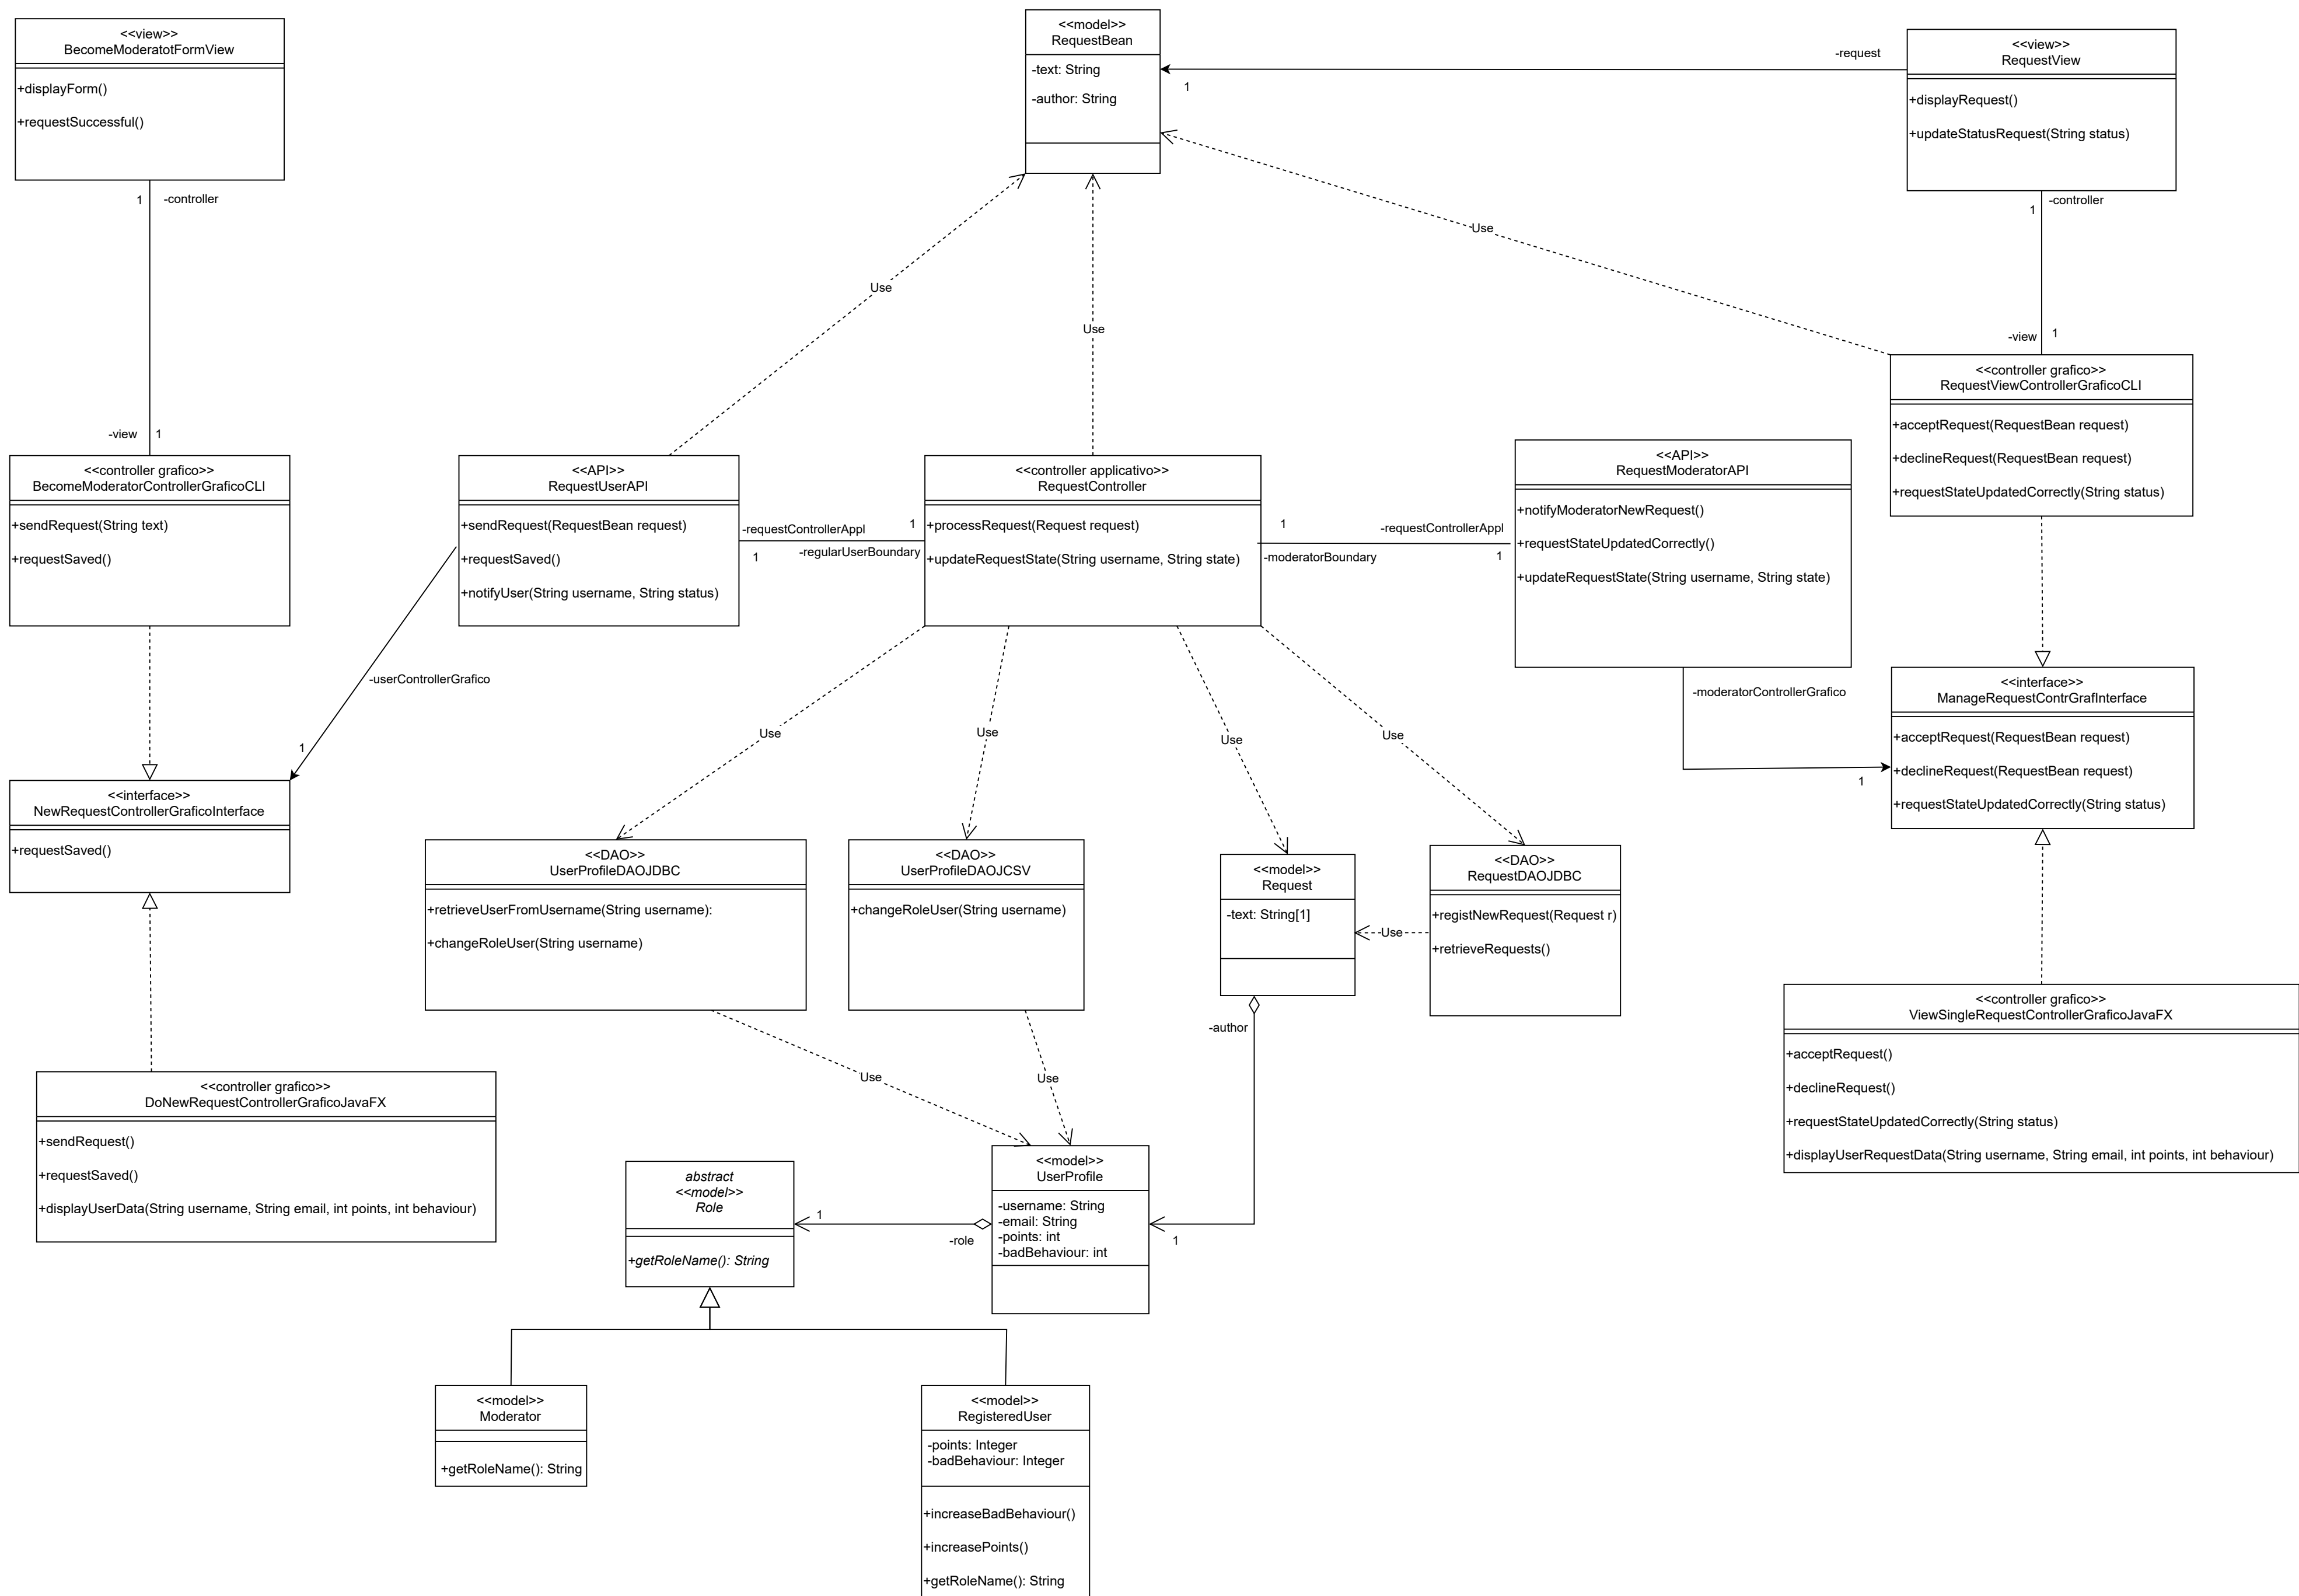 <<view>>
BecomeModeratotFormView
+displayForm()
+requestSuccessful()
<<model>>
RequestBean
-text: String
-author: String
-request
1
<<view>>
RequestView
+displayRequest()
+updateStatusRequest(String status)
1
-controller
-view
1
1
-controller
-view
1
Use
Use
Use
<<controller grafico>>
BecomeModeratorControllerGraficoCLI
+sendRequest(String text)
+requestSaved()
<<API>>
RequestUserAPI
+sendRequest(RequestBean request)
+requestSaved()
+notifyUser(String username, String status)
-requestControllerAppl
1
1
-regularUserBoundary
<<controller applicativo>>
RequestController
+processRequest(Request request)
+updateRequestState(String username, String state)
1
-requestControllerAppl
-moderatorBoundary
1
<<API>>
RequestModeratorAPI
+notifyModeratorNewRequest()
+requestStateUpdatedCorrectly()
+updateRequestState(String username, String state)
<<controller grafico>>
RequestViewControllerGraficoCLI
+acceptRequest(RequestBean request)
+declineRequest(RequestBean request)
+requestStateUpdatedCorrectly(String status)
-userControllerGrafico
1
-moderatorControllerGrafico
1
Use
Use
Use
Use
<<interface>>
NewRequestControllerGraficoInterface
+requestSaved()
<<interface>>
ManageRequestContrGrafInterface
+acceptRequest(RequestBean request)
+declineRequest(RequestBean request)
+requestStateUpdatedCorrectly(String status)
<<DAO>>
UserProfileDAOJDBC
+retrieveUserFromUsername(String username):
+changeRoleUser(String username)
<<DAO>>
UserProfileDAOJCSV
+changeRoleUser(String username)
<<model>>
Request
-text: String[1]
Use
<<DAO>>
RequestDAOJDBC
+registNewRequest(Request r)
+retrieveRequests()
-author
1
Use
Use
<<controller grafico>>
DoNewRequestControllerGraficoJavaFX
+sendRequest()
+requestSaved()
+displayUserData(String username, String email, int points, int behaviour)
<<controller grafico>>
ViewSingleRequestControllerGraficoJavaFX
+acceptRequest()
+declineRequest()
+requestStateUpdatedCorrectly(String status)
+displayUserRequestData(String username, String email, int points, int behaviour)
abstract
<<model>>
Role
+getRoleName(): String
1
-role
<<model>>
UserProfile
-username: String
-email: String
-points: int
-badBehaviour: int
<<model>>
Moderator
+getRoleName(): String
<<model>>
RegisteredUser
-points: Integer
-badBehaviour: Integer
+increaseBadBehaviour()
+increasePoints()
+getRoleName(): String